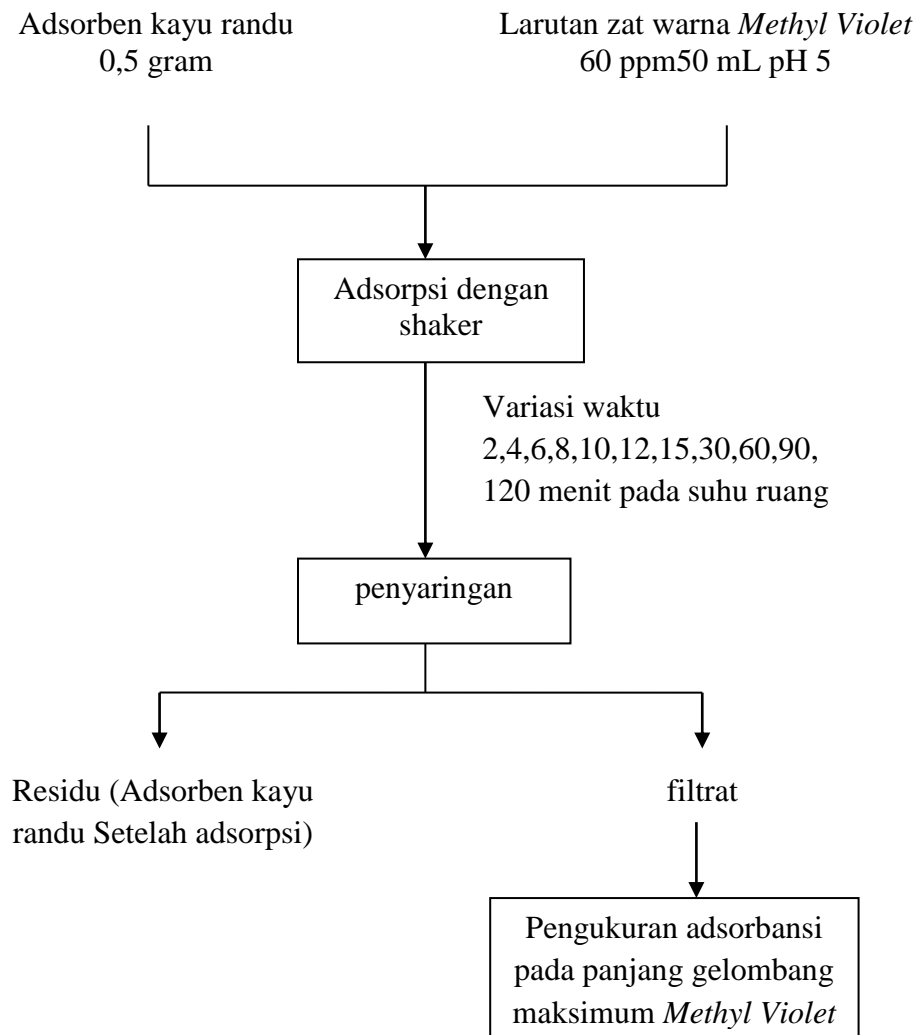 Adsorben kayu randu
0,5 gram
Larutan zat warna Methyl Violet
60 ppm50 mL pH 5
Adsorpsi dengan
shaker
Variasi waktu
2,4,6,8,10,12,15,30,60,90,
120 menit pada suhu ruang
penyaringan
Residu (Adsorben kayu
randu Setelah adsorpsi)
filtrat
Pengukuran adsorbansi
pada panjang gelombang
maksimum Methyl Violet